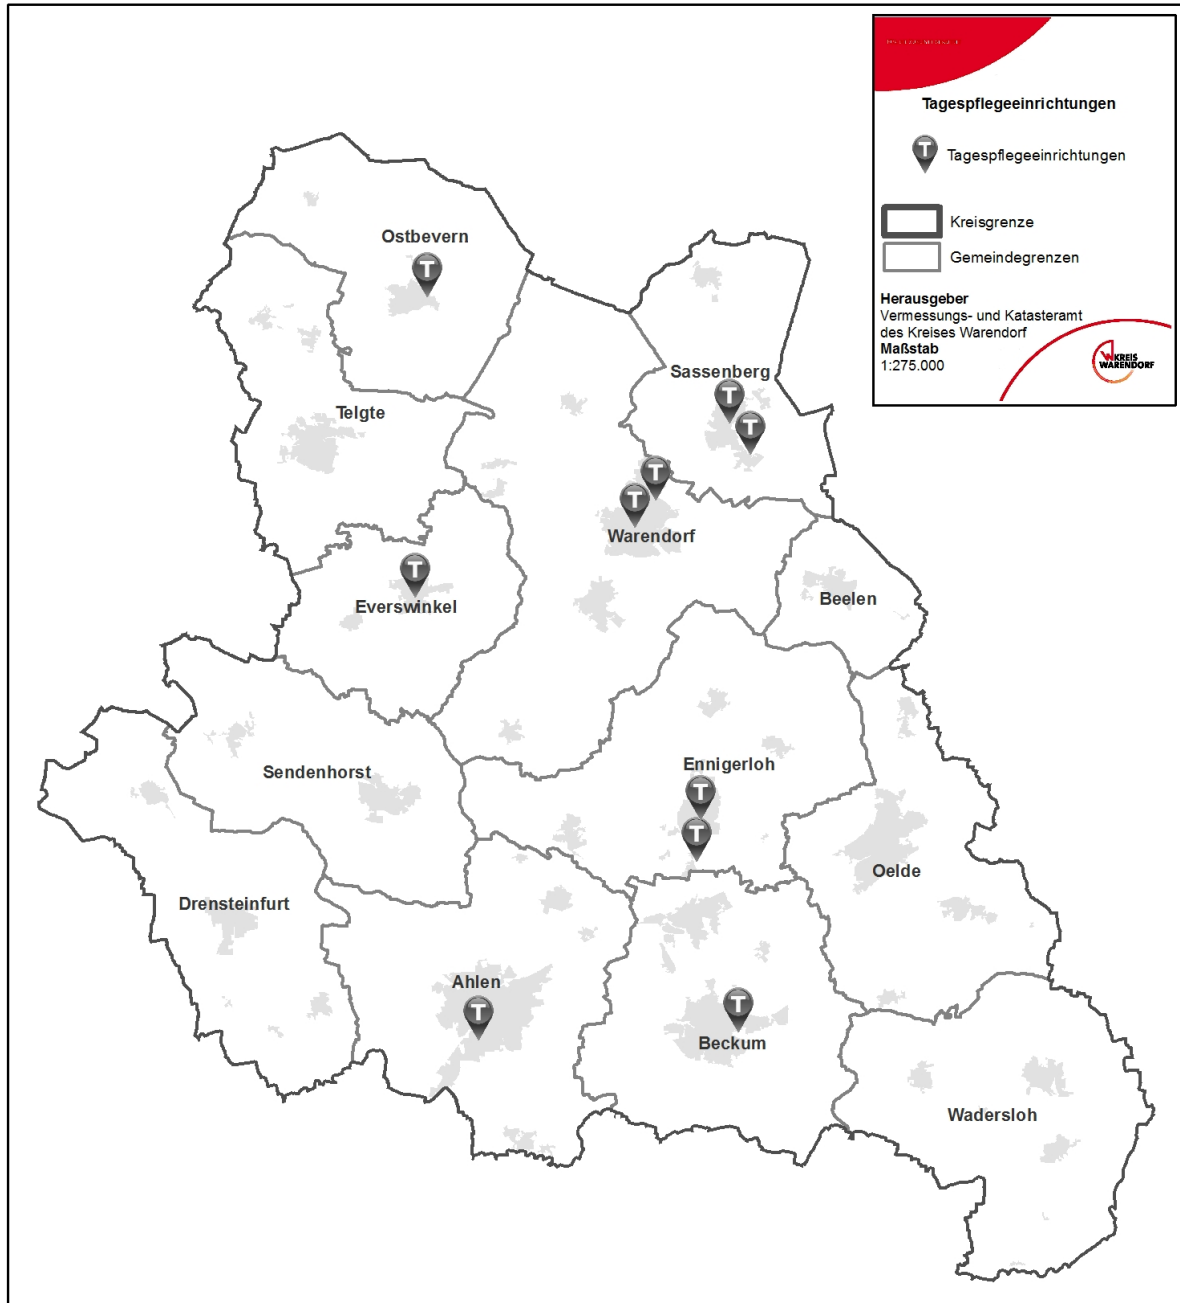 Tagespflegeeinrichtungen
T Tagespflegeeinrichtungen
Kreisgrenze
Gemeindegrenzen
Herausgeber
Vermessungs- und Katasteramt
des Kreises Warendorf
Maßstab
1:275.000
KREIS
WARENDORF
Ostbevern
T
Sassenberg
T
T
Telgte
T
T
Warendorf
T
Everswinkel
Beelen
Sendenhorst
Ennigerloh
T
T
Oelde
Drensteinfurt
Ahlen
T
T
Beckum
Wadersloh